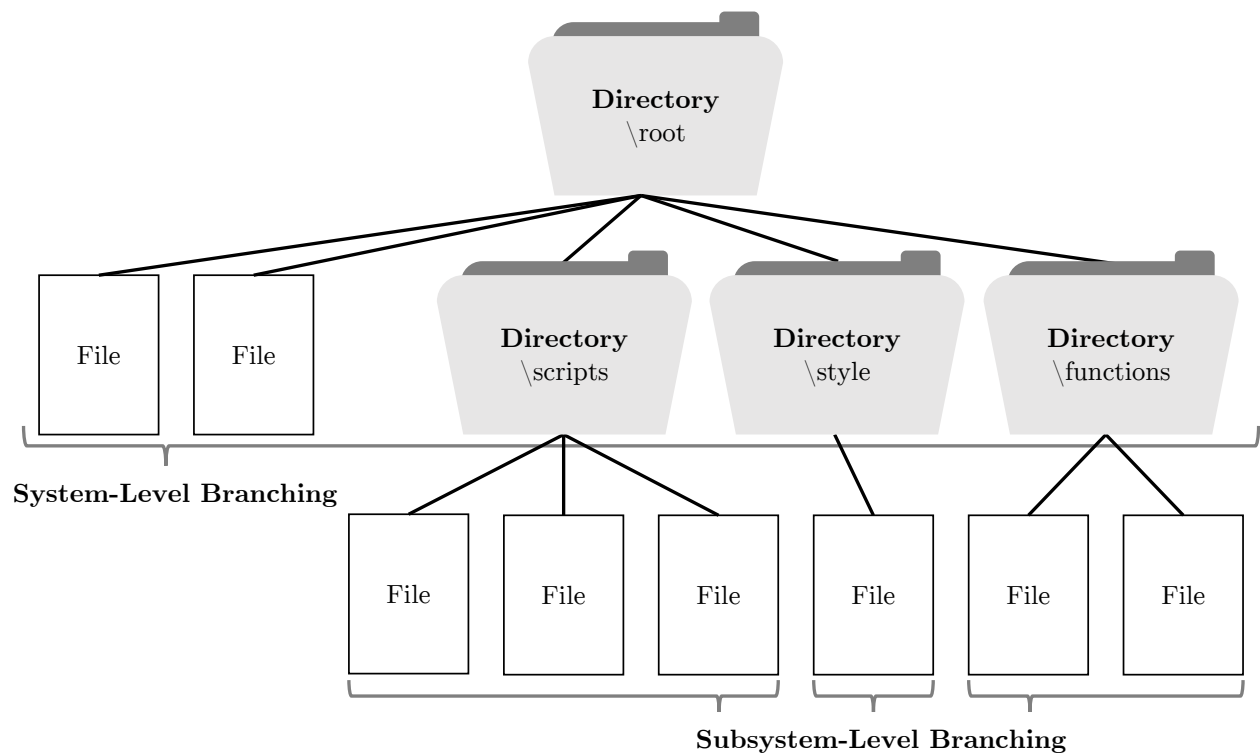 Directory
\root
File
File
Directory
\scripts
Directory
\style
Directory
\functions
System-Level Branching
File
File
File
File
File
File
Subsystem-Level Branching